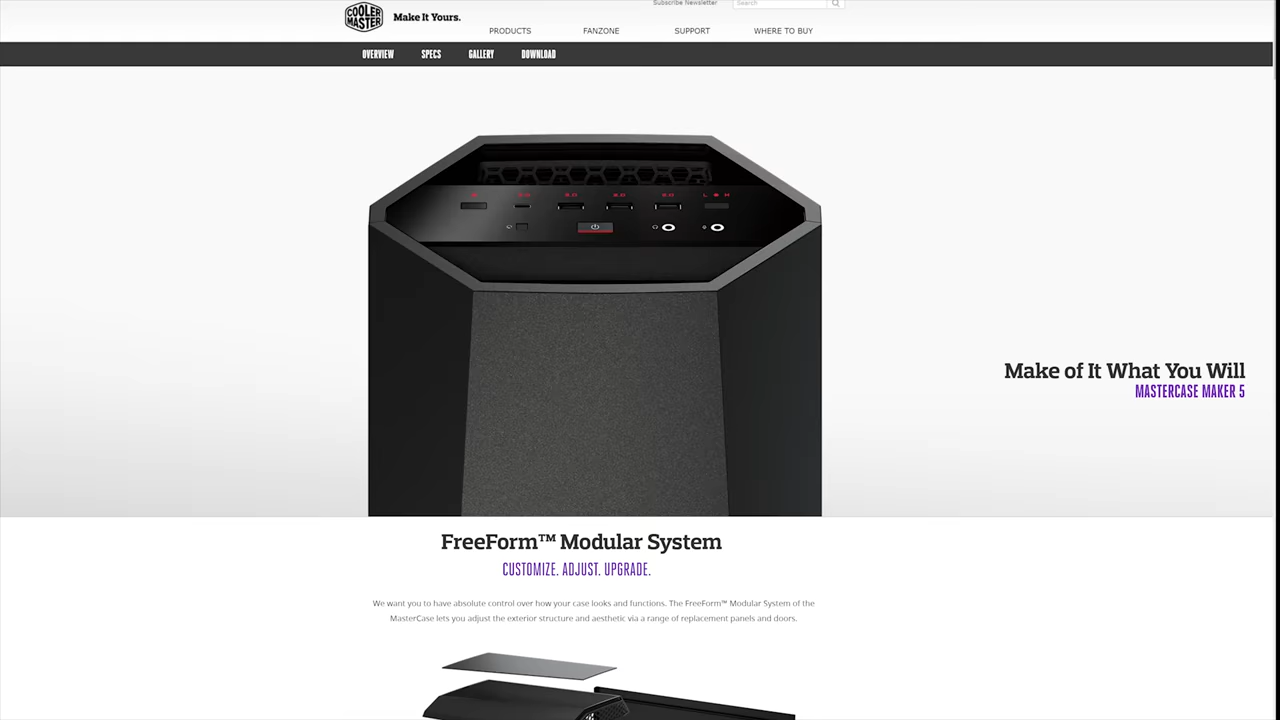 Subscribe Newsletter
Search
COOLER
MASTER
Make It Yours.
PRODUCTS
FANZONE
SUPPORT
WHERE TO BUY
OVERVIEW
SPECS
GALLERY
DOWNLOAD
Make of It What You Will
MASTERCASE MAKER 5
FreeForm™ Modular System
CUSTOMIZE. ADJUST. UPGRADE.
We want you to have absolute control over how your case looks and functions. The FreeForm™ Modular System of the
MasterCase lets you adjust the exterior structure and aesthetic via a range of replacement panels and doors.